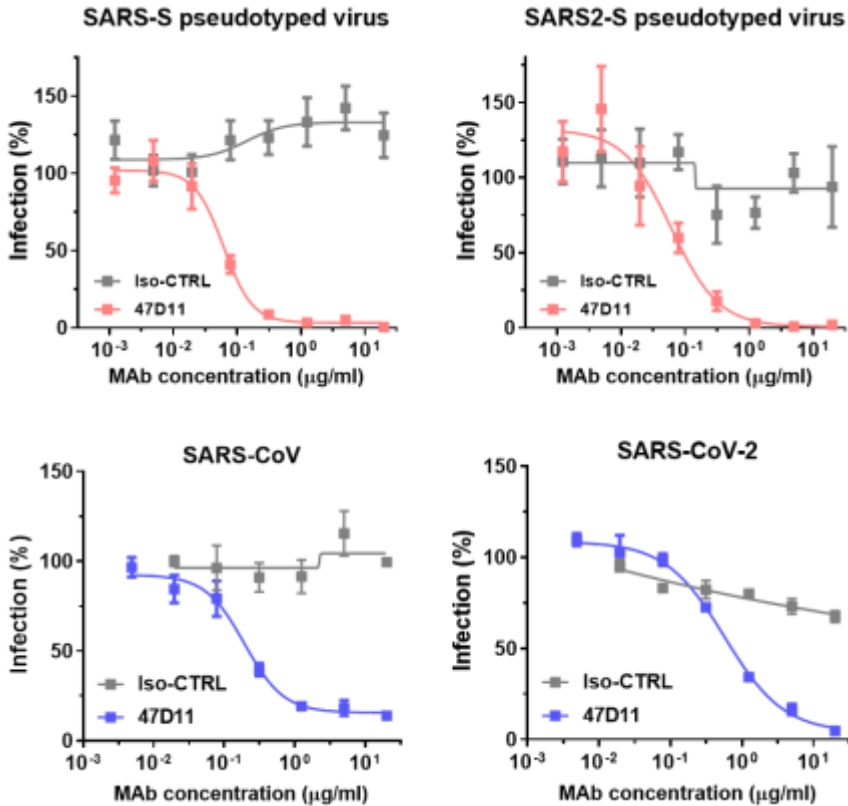 SARS-S pseudotyped virus
150
100
50
0
Infection (%)
Iso-CTRL
47D11
10-3 10-2 10-1 100 101
MAb concentration (μg/ml)
SARS2-S pseudotyped virus
150
100
50
0
Infection (%)
Iso-CTRL
47D11
10-3 10-2 10-1 100 101
MAb concentration (μg/ml)
SARS-CoV
150
100
50
0
Infection (%)
Iso-CTRL
47D11
10-3 10-2 10-1 100 101
MAb concentration (μg/ml)
SARS-CoV-2
150
100
50
0
Infection (%)
Iso-CTRL
47D11
10-3 10-2 10-1 100 101
MAb concentration (μg/ml)